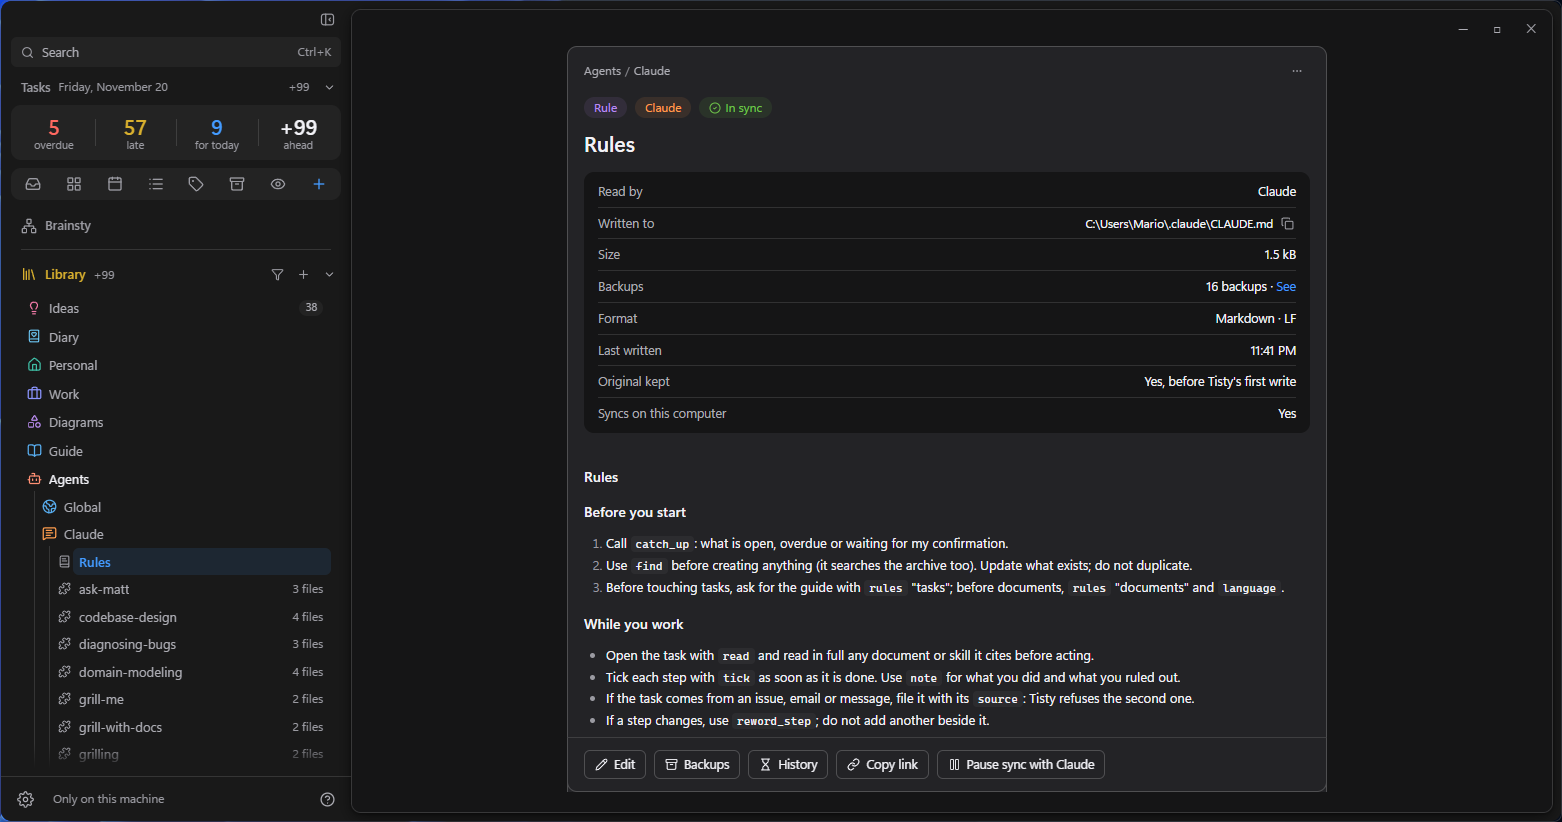 Search Ctrl+K
Tasks Friday, November 20 +99
5 57 9 +99
overdue late for today ahead
Brainsty
Library +99
Ideas 38
Diary
Personal
Work
Diagrams
Guide
Agents
Global
Claude
Rules
ask-matt 3 files
codebase-design 4 files
diagnosing-bugs 3 files
domain-modeling 4 files
grill-me 2 files
grill-with-docs 2 files
grilling 2 files
Only on this machine
Agents / Claude
Rule Claude In sync
Rules
Read by Claude
Written to C:\Users\Mario\.claude\CLAUDE.md
Size 1.5 kB
Backups 16 backups · See
Format Markdown · LF
Last written 11:41 PM
Original kept Yes, before Tisty's first write
Syncs on this computer Yes
Rules
Before you start
1. Call catch_up : what is open, overdue or waiting for my confirmation.
2. Use find before creating anything (it searches the archive too). Update what exists; do not duplicate.
3. Before touching tasks, ask for the guide with rules "tasks"; before documents, rules "documents" and language .
While you work
• Open the task with read and read in full any document or skill it cites before acting.
• Tick each step with tick as soon as it is done. Use note for what you did and what you ruled out.
• If the task comes from an issue, email or message, file it with its source : Tisty refuses the second one.
• If a step changes, use reword_step ; do not add another beside it.
Edit Backups History Copy link Pause sync with Claude